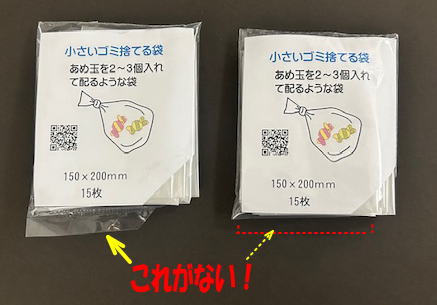 小さいゴミ捨てる袋
あめ玉を2〜3個入れ
て配るような袋
150×200mm
15枚
小さいゴミ捨てる袋
あめ玉を2〜3個入れ
て配るような袋
150×200mm
15枚
これがない！